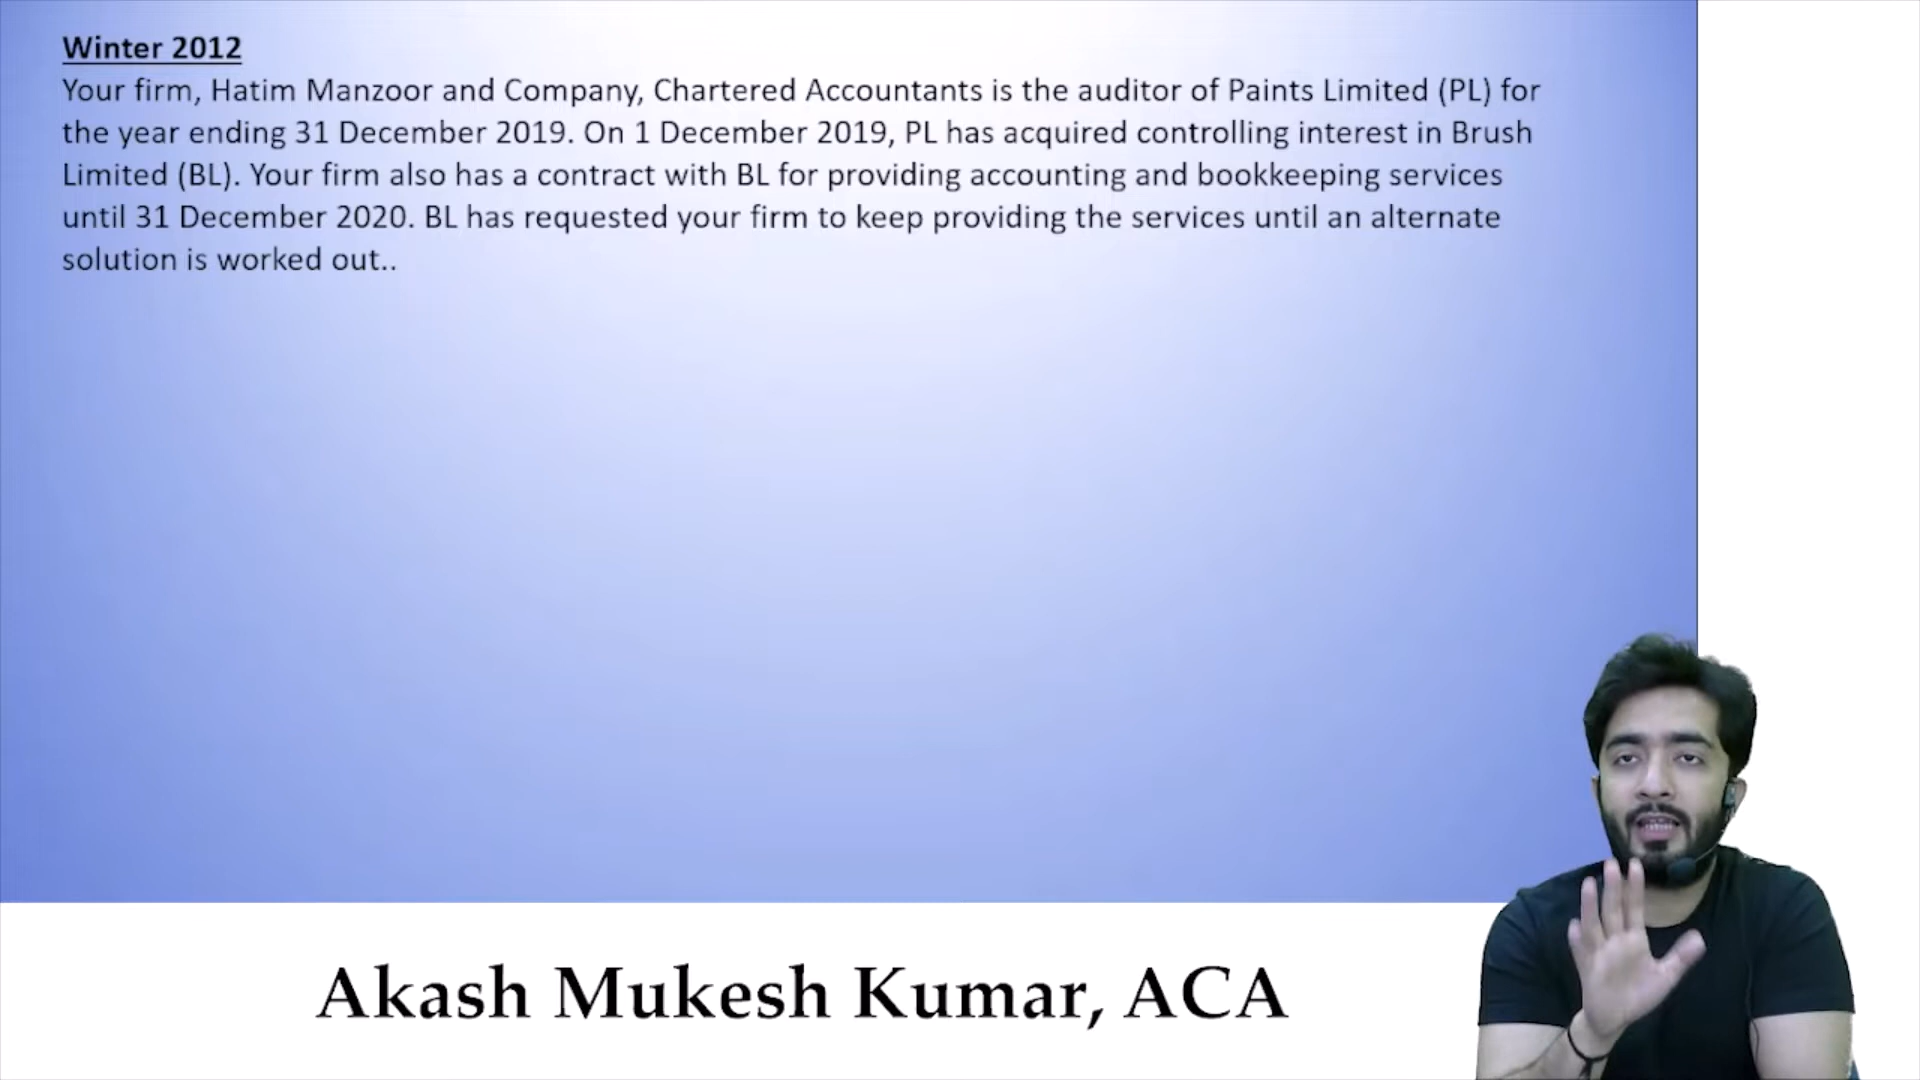 Winter 2012
Your firm, Hatim Manzoor and Company, Chartered Accountants is the auditor of Paints Limited (PL) for
the year ending 31 December 2019. On 1 December 2019, PL has acquired controlling interest in Brush
Limited (BL). Your firm also has a contract with BL for providing accounting and bookkeeping services
until 31 December 2020. BL has requested your firm to keep providing the services until an alternate
solution is worked out..
Akash Mukesh Kumar, ACA